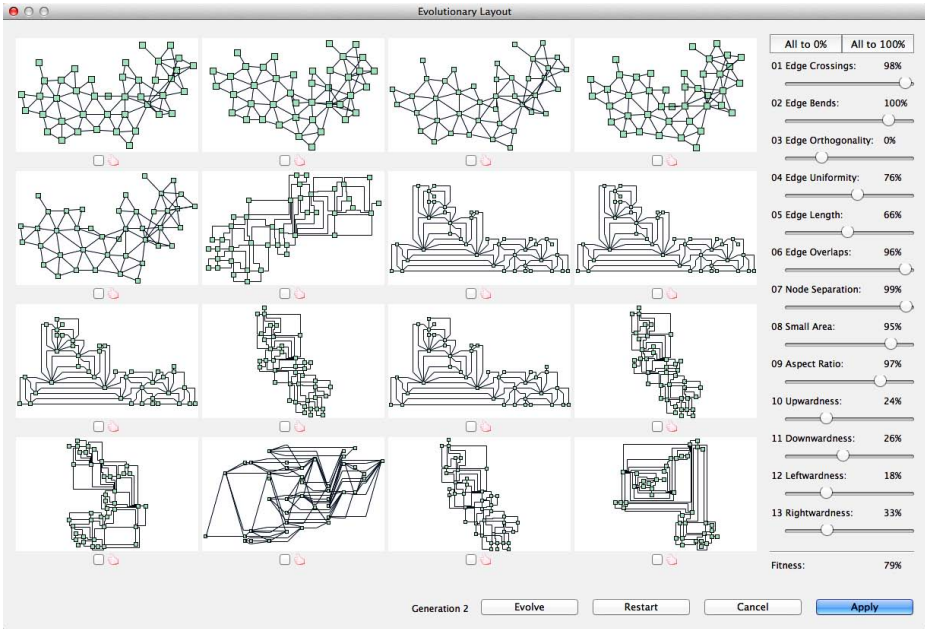 Evolutionary Layout
All to 0% All to 100%
01 Edge Crossings: 98%
02 Edge Bends: 100%
03 Edge Orthogonality: 0%
04 Edge Uniformity: 76%
05 Edge Length: 66%
06 Edge Overlaps: 96%
07 Node Separation: 99%
08 Small Area: 95%
09 Aspect Ratio: 97%
10 Upwardness: 24%
11 Downwardness: 26%
12 Leftwardness: 18%
13 Rightwardness: 33%
Fitness: 79%
Generation 2 Evolve Restart Cancel Apply